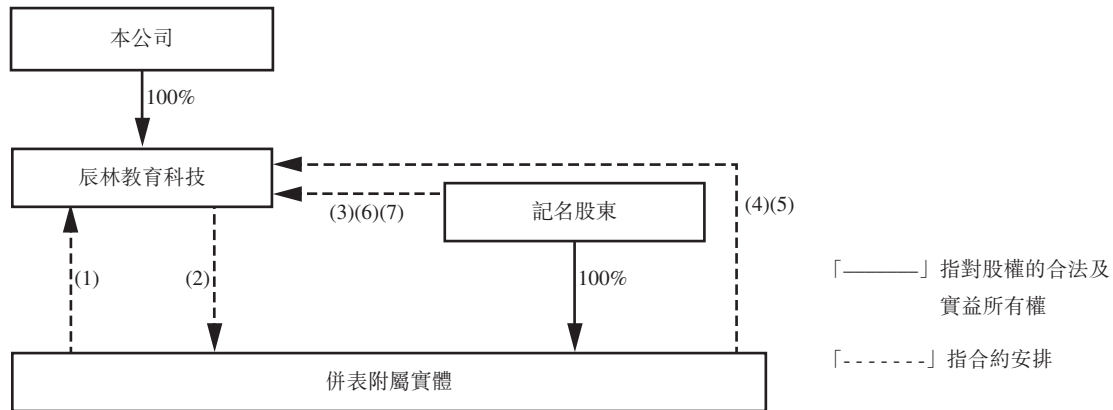 本公司
100%
辰林教育科技
(3)(6)(7)
記名股東
(4)(5)
(1)
(2)
100%
「———」指對股權的合法及
實益所有權
「- - - - - - -」指合約安排
併表附屬實體